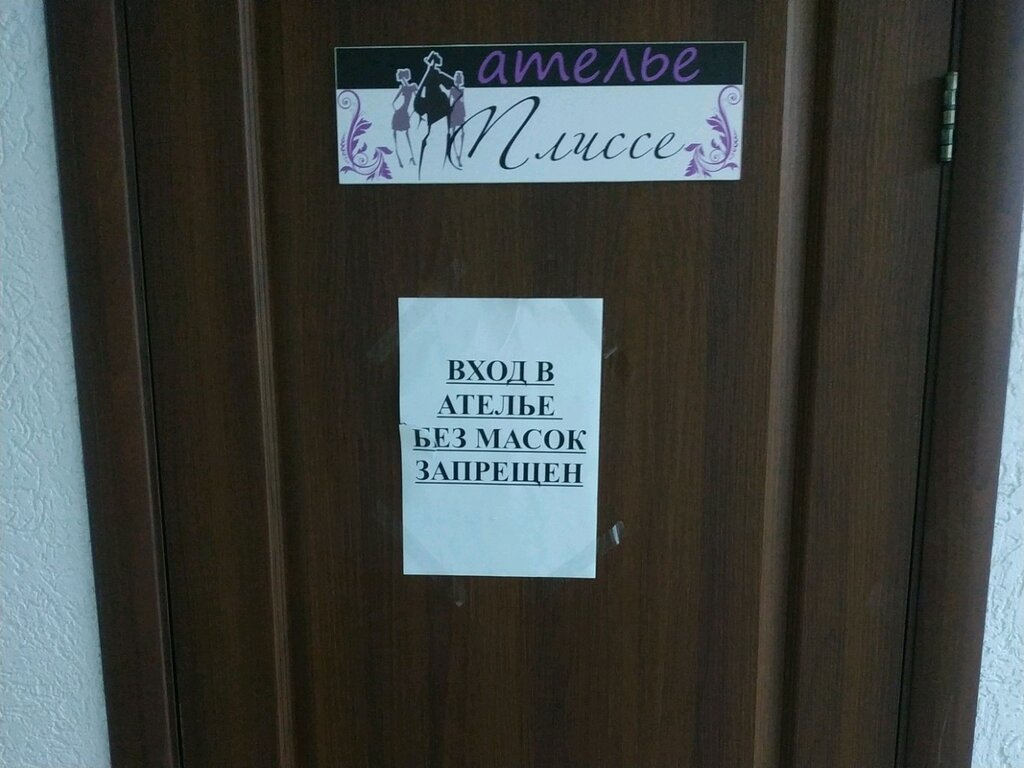 ателье
Плиссе
ВХОД В
АТЕЛЬЕ
БЕЗ МАСОК
ЗАПРЕЩЕН